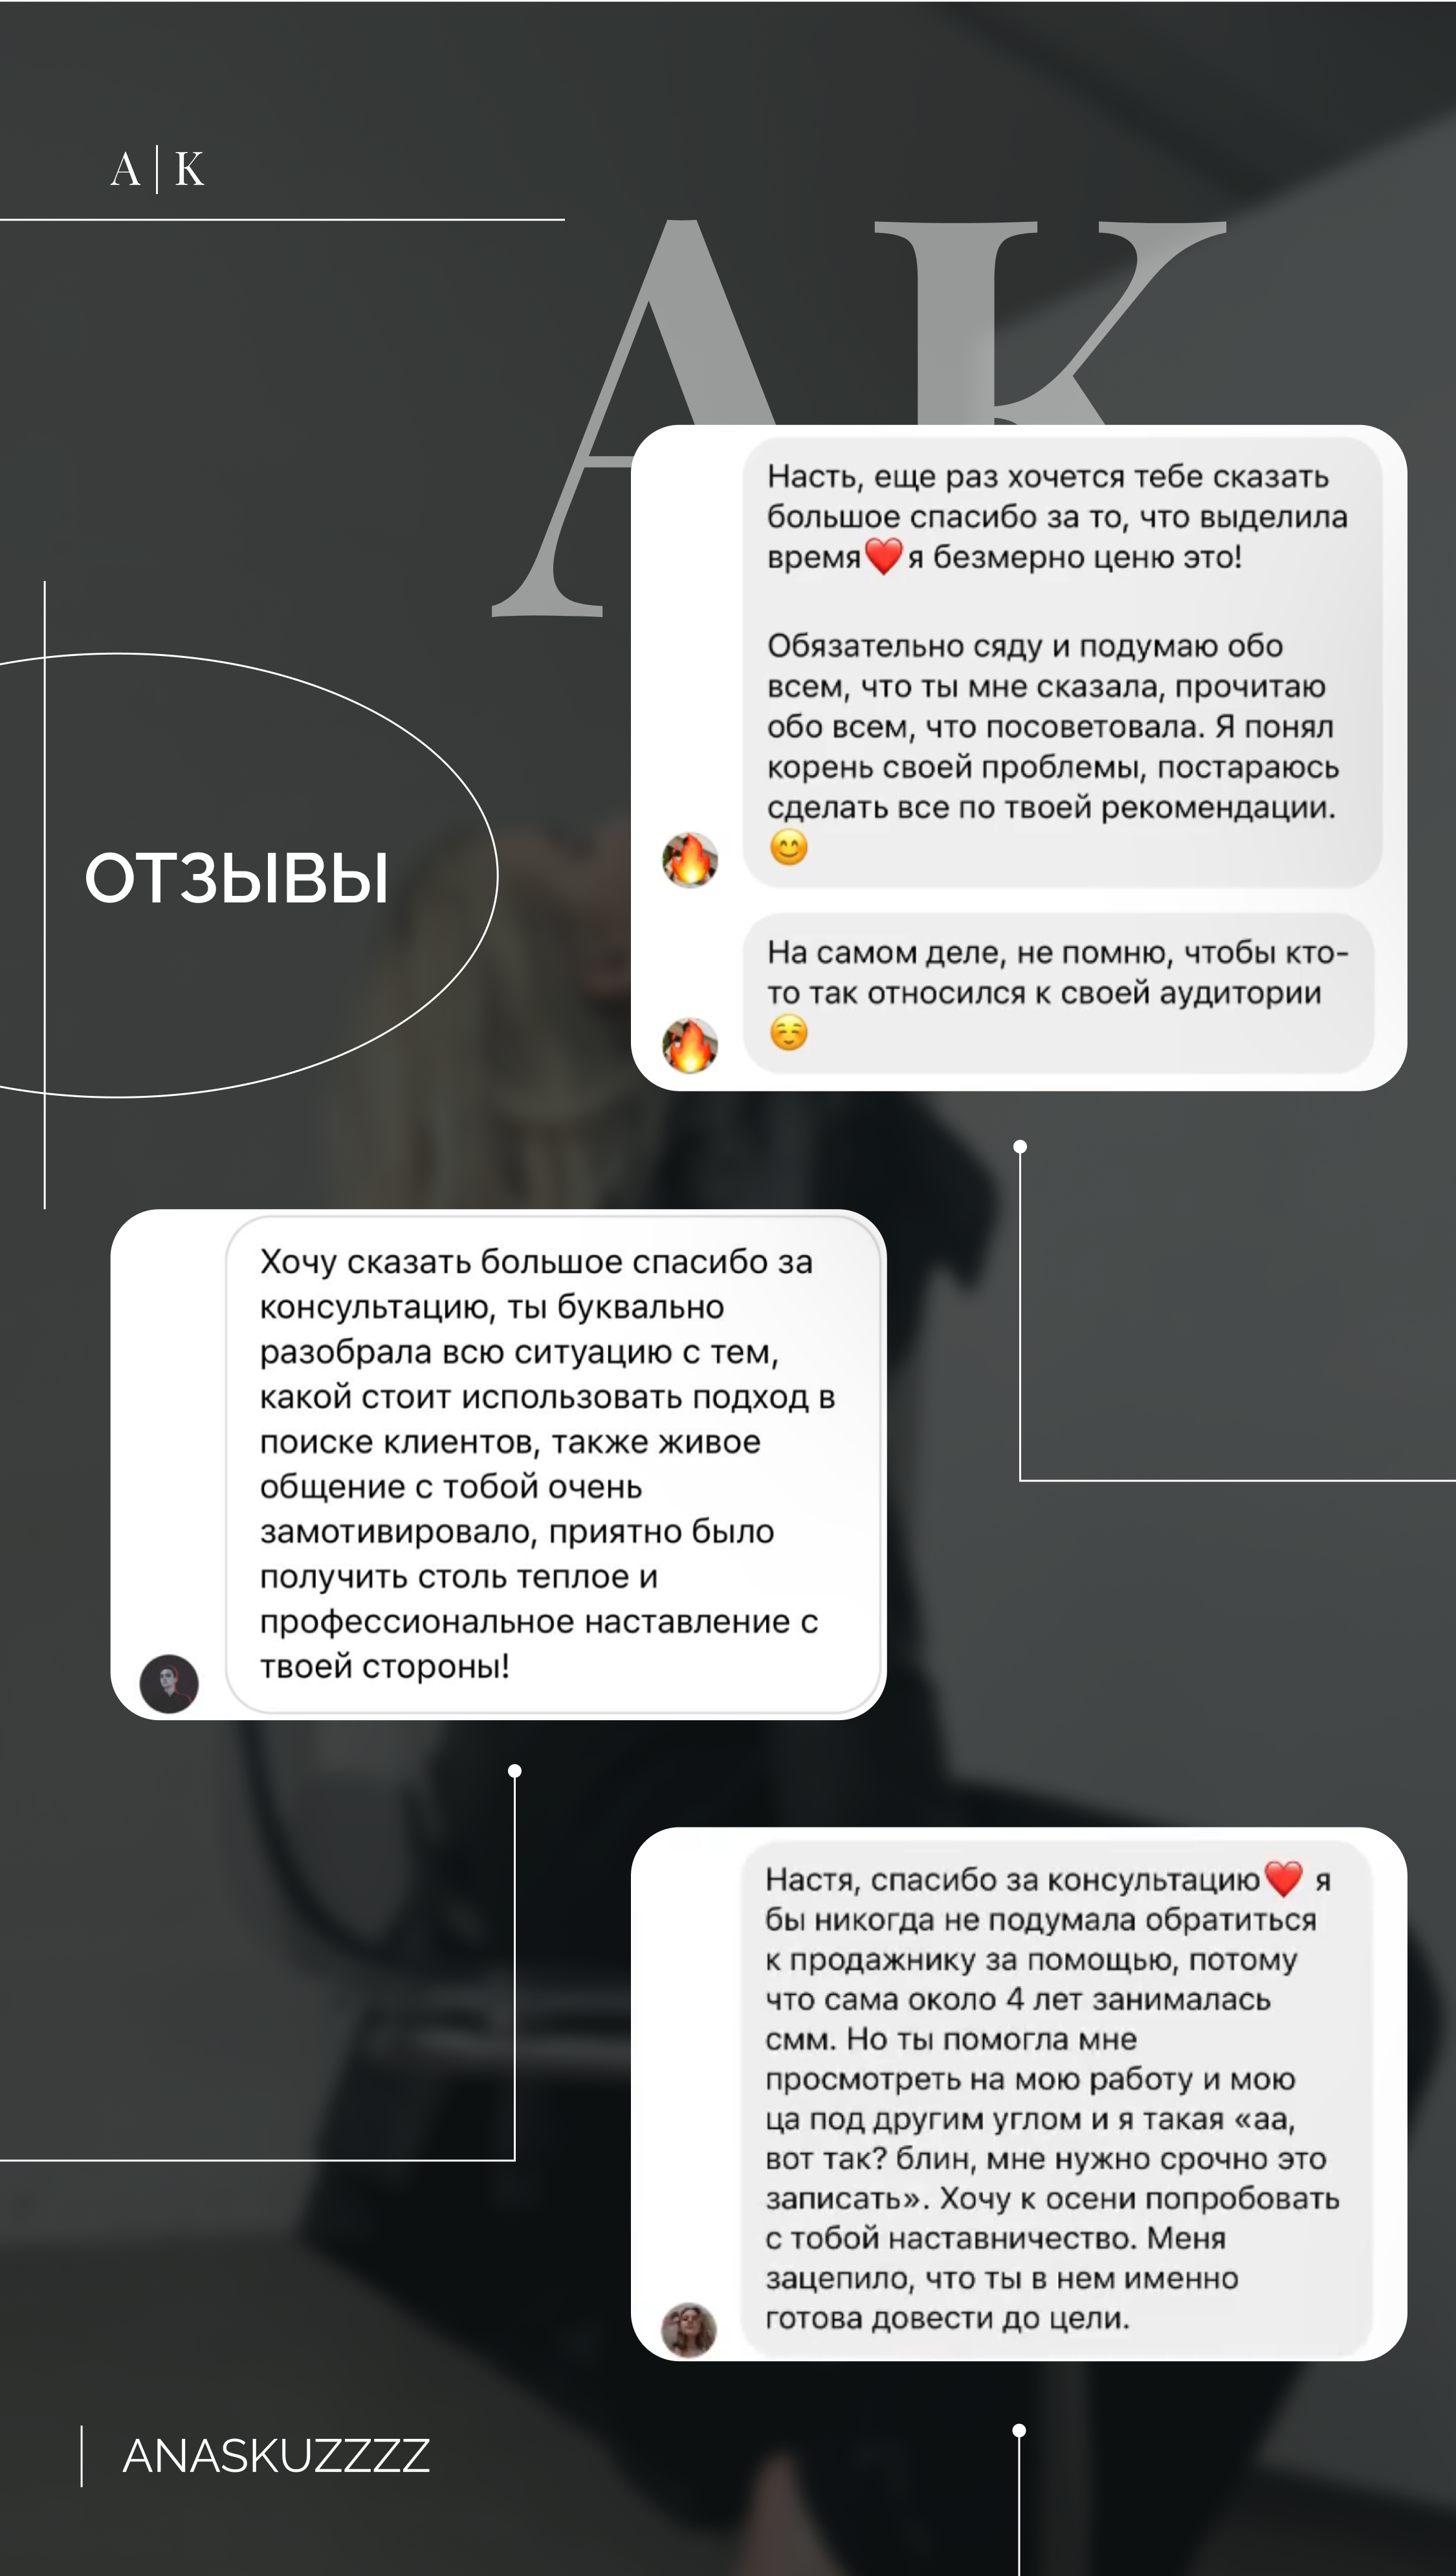 A|K
AK
Насть, еще раз хочется тебе сказать
большое спасибо за то, что выделила
время❤️я безмерно ценю это!
Обязательно сяду и подумаю обо
всем, что ты мне сказала, прочитаю
обо всем, что посоветовала. Я понял
корень своей проблемы, постараюсь
сделать все по твоей рекомендации.
😊
ОТЗЫВЫ
На самом деле, не помню, чтобы кто-
то так относился к своей аудитории
☺️
Хочу сказать большое спасибо за
консультацию, ты буквально
разобрала всю ситуацию с тем,
какой стоит использовать подход в
поиске клиентов, также живое
общение с тобой очень
замотивировало, приятно было
получить столь теплое и
профессиональное наставление с
твоей стороны!
Настя, спасибо за консультацию❤️ я
бы никогда не подумала обратиться
к продажнику за помощью, потому
что сама около 4 лет занималась
смм. Но ты помогла мне
просмотреть на мою работу и мою
ца под другим углом и я такая «аа,
вот так? блин, мне нужно срочно это
записать». Хочу к осени попробовать
с тобой наставничество. Меня
зацепило, что ты в нем именно
готова довести до цели.
ANASKUZZZZ